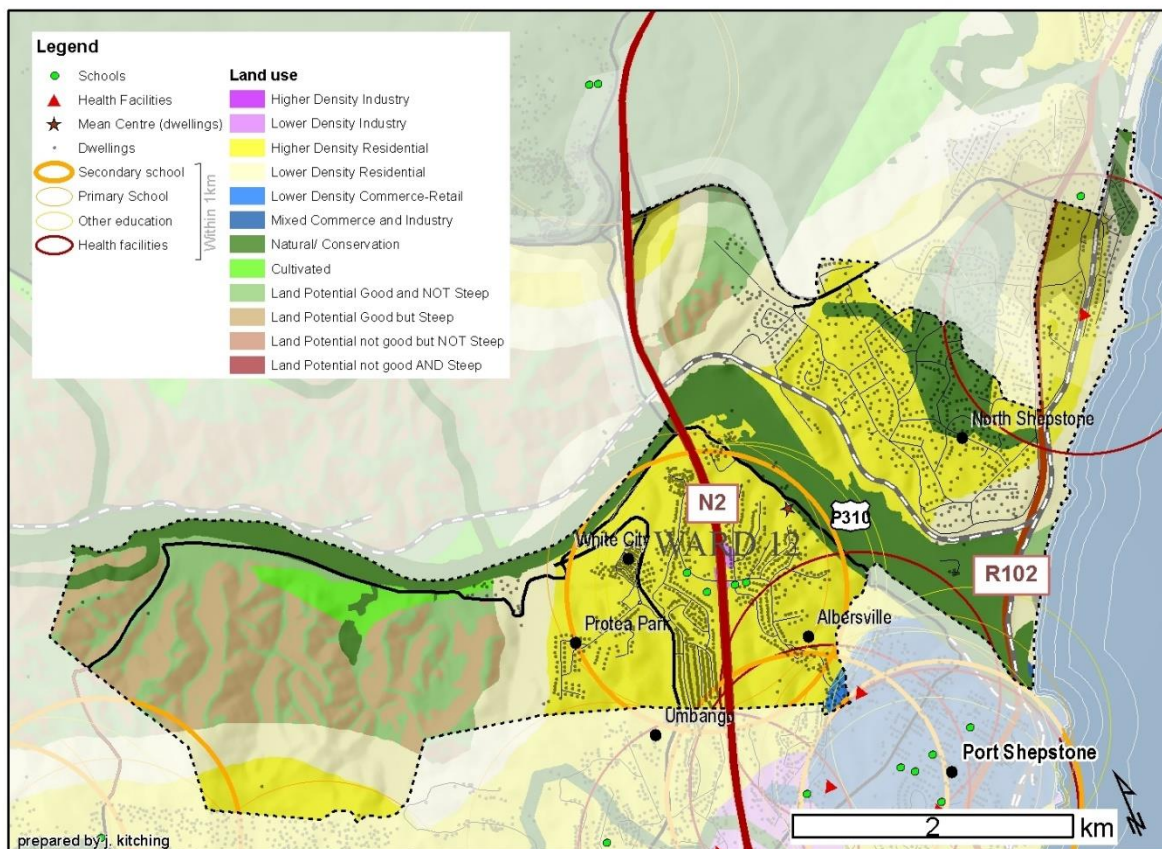 Legend
Schools
Health Facilities
Mean Centre (dwellings)
Dwellings
Secondary school
Primary School
Other education
Health facilities
Within 1km
Land use
Higher Density Industry
Lower Density Industry
Higher Density Residential
Lower Density Residential
Lower Density Commerce-Retail
Mixed Commerce and Industry
Natural/ Conservation
Cultivated
Land Potential Good and NOT Steep
Land Potential Good but Steep
Land Potential not good but NOT Steep
Land Potential not good AND Steep
North Shepstone
N2
P310
White City
WARD 12
R102
Protea Park
Albersville
Umbango
Port Shepstone
N
2
km
prepared by j. kitching